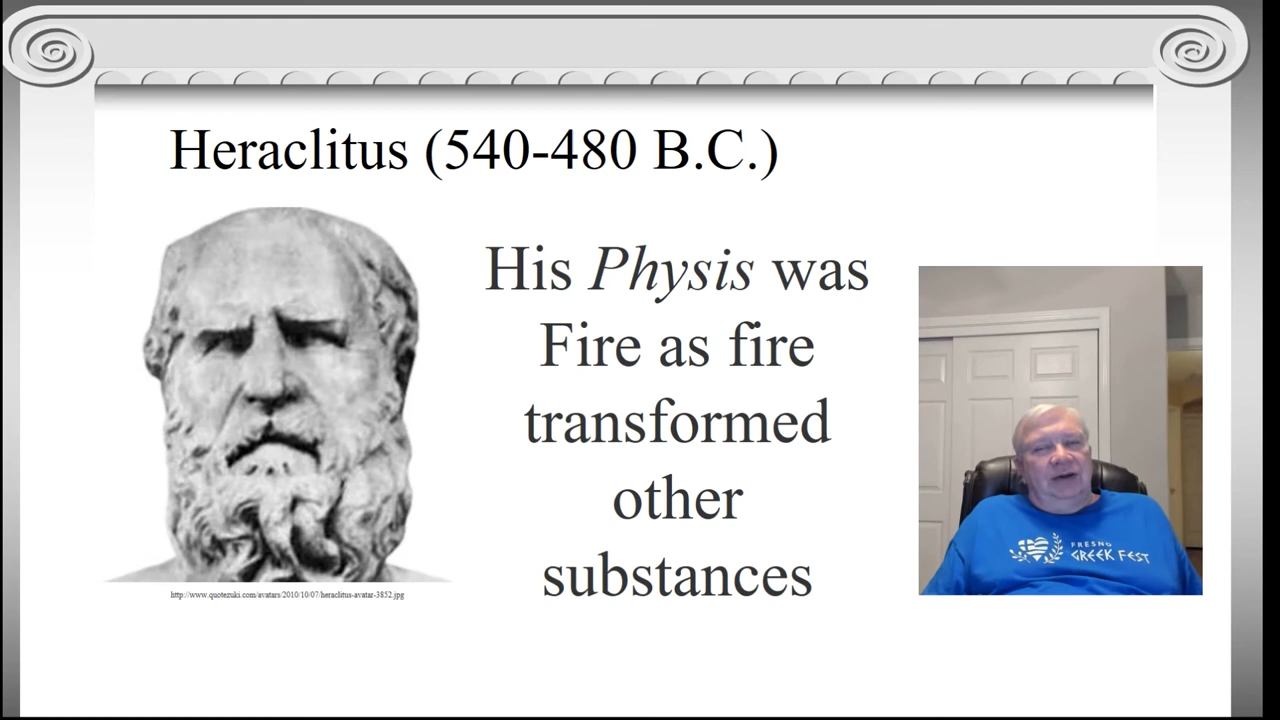 Heraclitus (540-480 B.C.)
His Physis was
Fire as fire
transformed
other
substances
http://www.quotezuki.com/avatars/2010/10/07/heraclitus-avatar-3852.jpg
FRESNO
GREEK FEST